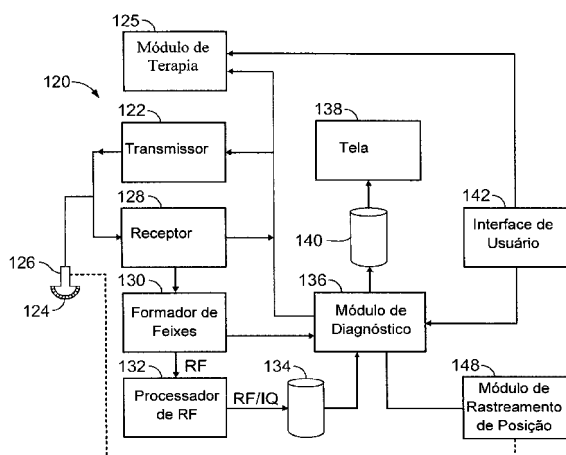 125
Módulo de
Terapia
120
122
Transmissor
138
Tela
128
Receptor
142
Interface de
Usuário
126
124
140
130
Formador de
Feixes
136
Módulo de
Diagnóstico
RF
132
Processador
de RF
RF/IQ
134
148
Módulo de
Rastreamento
de Posição